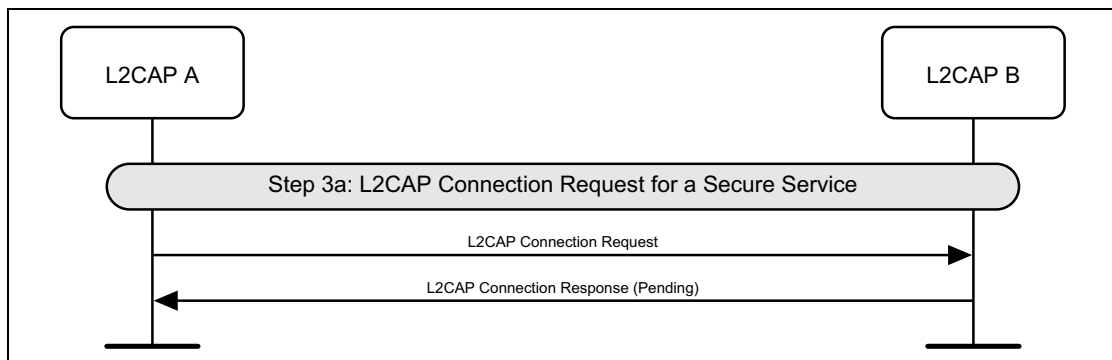 L2CAP A
L2CAP B
Step 3a: L2CAP Connection Request for a Secure Service
L2CAP Connection Request
L2CAP Connection Response (Pending)